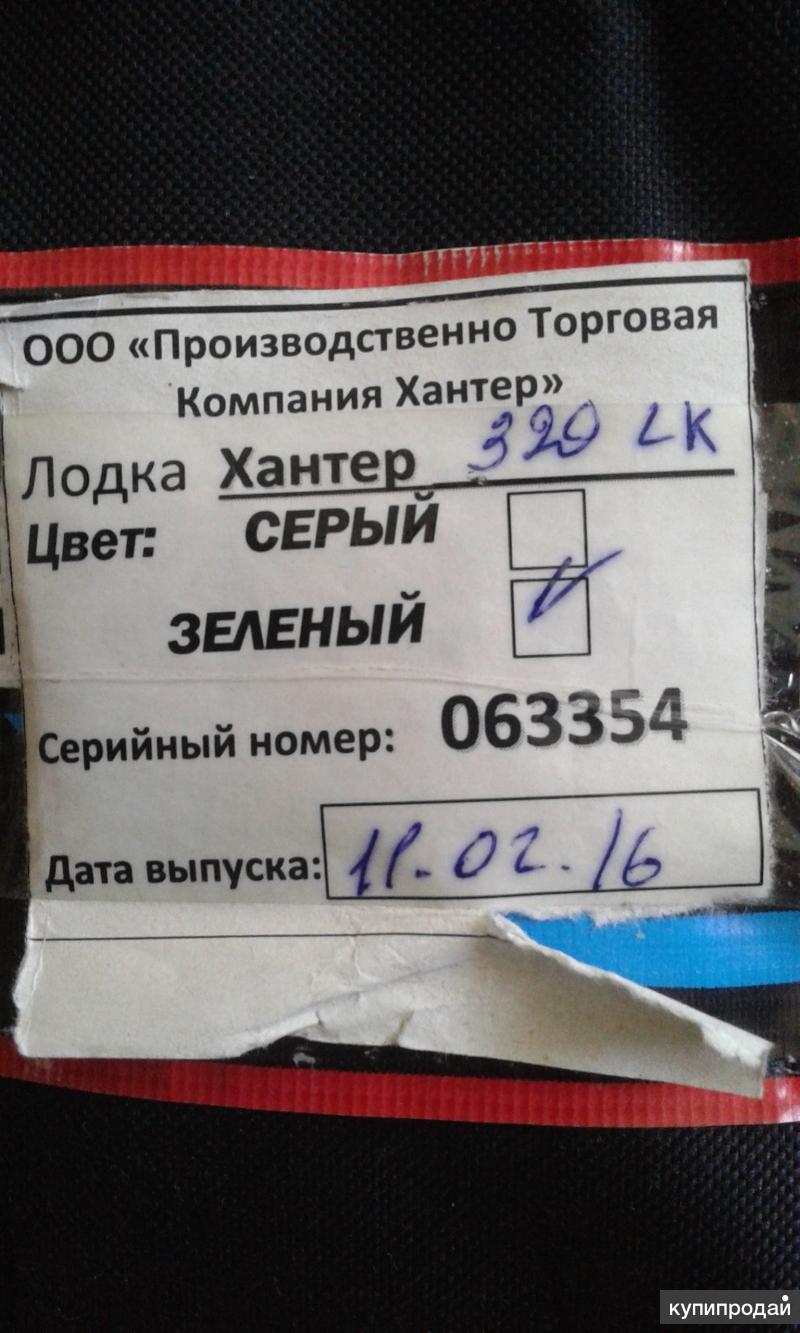 ООО «Производственно Торговая
Компания Хантер»
Лодка Хантер 320 LK
Цвет: СЕРЫЙ
ЗЕЛЕНЫЙ
Серийный номер: 063354
Дата выпуска: 11.02.16
купипродай